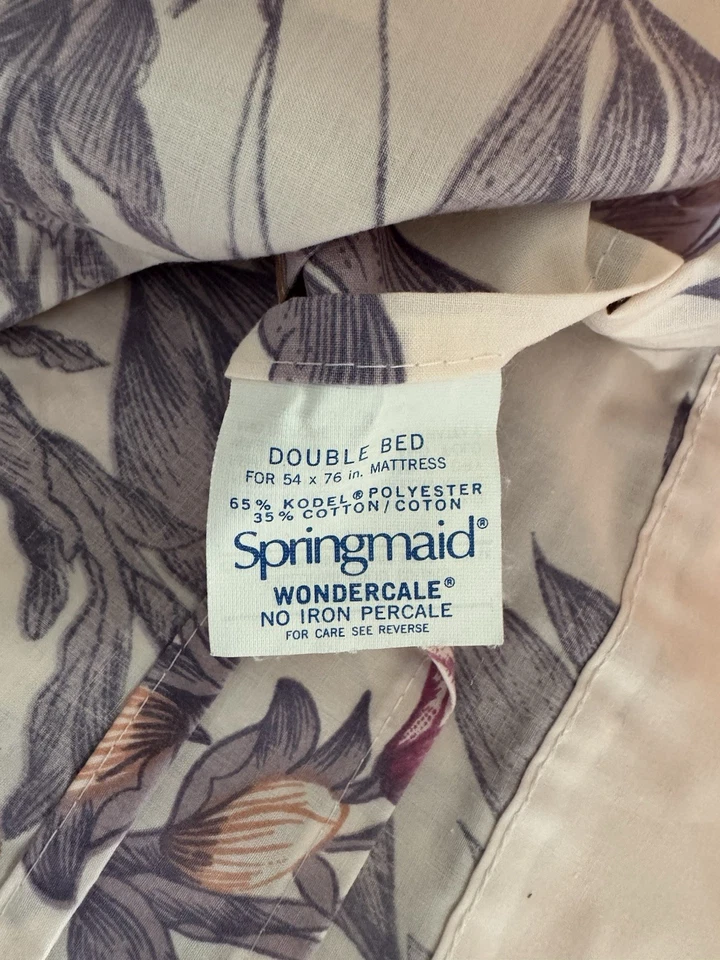 DOUBLE BED
FOR 54 x 76 in. MATTRESS
65% KODEL® POLYESTER
35% COTTON/COTON
Springmaid®
WONDERCALE®
NO IRON PERCALE
FOR CARE SEE REVERSE